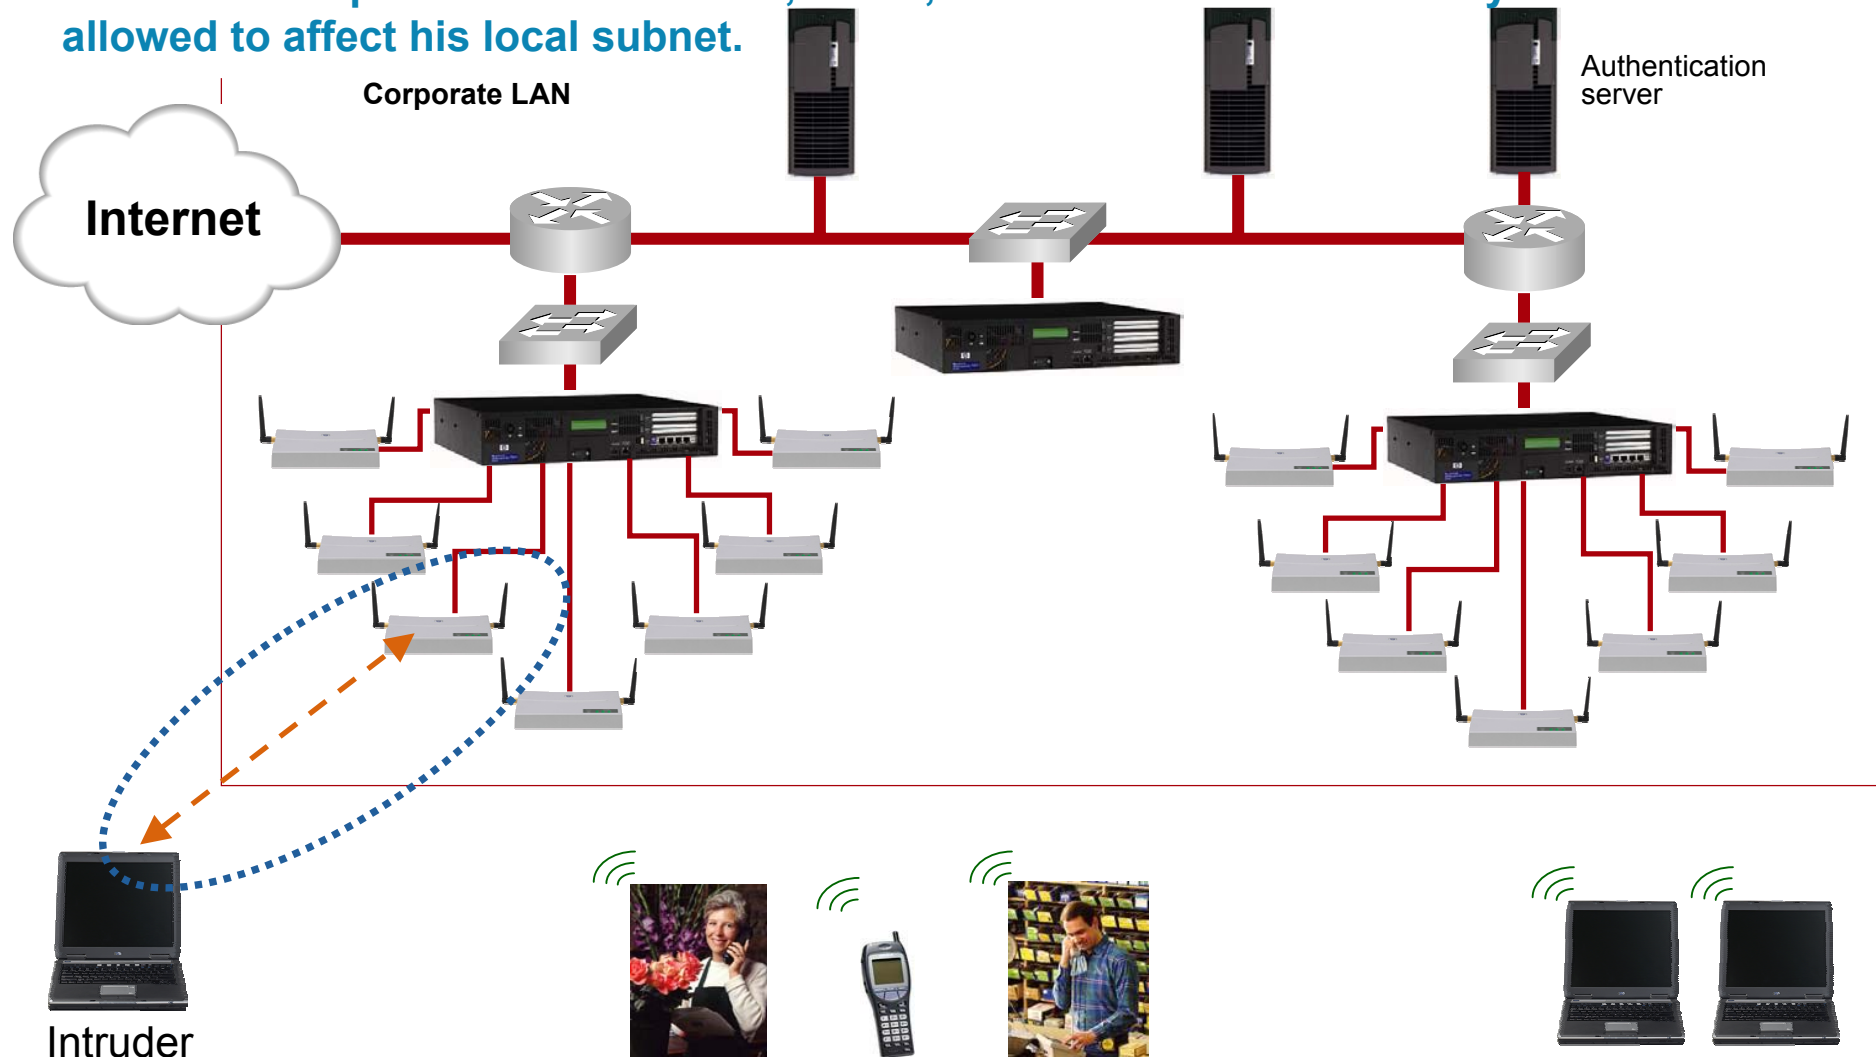 allowed to affect his local subnet.
Corporate LAN
Authentication
server
Internet
Intruder